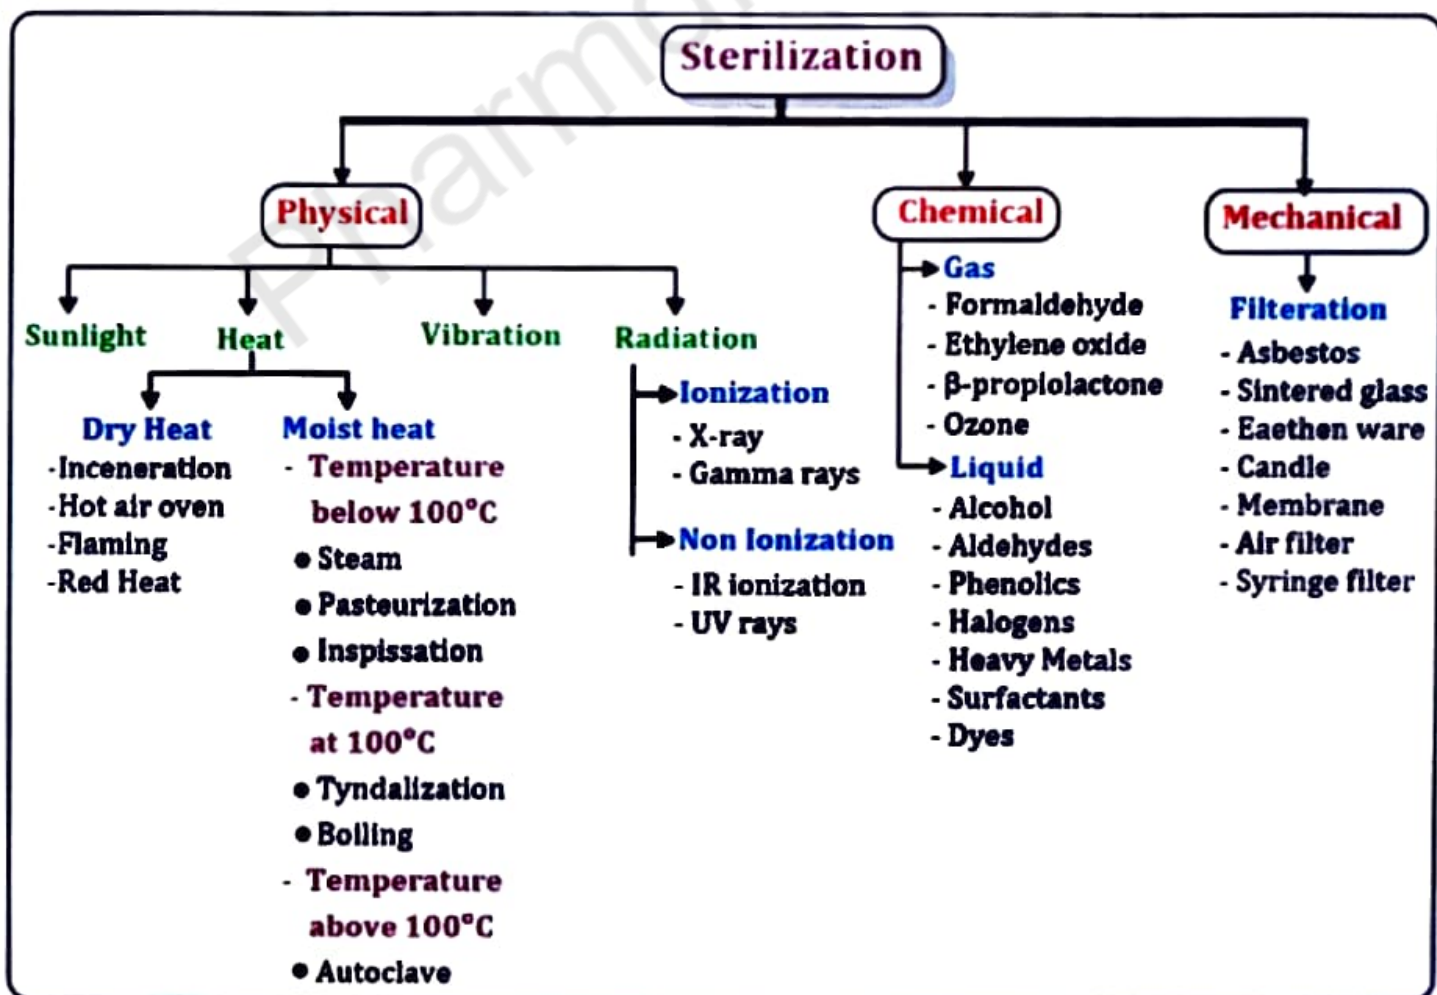 Sterilization
Physical
Chemical
Mechanical
Sunlight
Heat
Vibration
Radiation
Dry Heat
-Inceneration
-Hot air oven
-Flaming
-Red Heat
Moist heat
- Temperature
below 100°C
● Steam
● Pasteurization
● Inspissation
- Temperature
at 100°C
● Tyndalization
● Boiling
- Temperature
above 100°C
● Autoclave
Ionization
- X-ray
- Gamma rays
Non Ionization
- IR ionization
- UV rays
Gas
- Formaldehyde
- Ethylene oxide
- β-propiolactone
- Ozone
Liquid
- Alcohol
- Aldehydes
- Phenolics
- Halogens
- Heavy Metals
- Surfactants
- Dyes
Filteration
- Asbestos
- Sintered glass
- Eaethen ware
- Candle
- Membrane
- Air filter
- Syringe filter